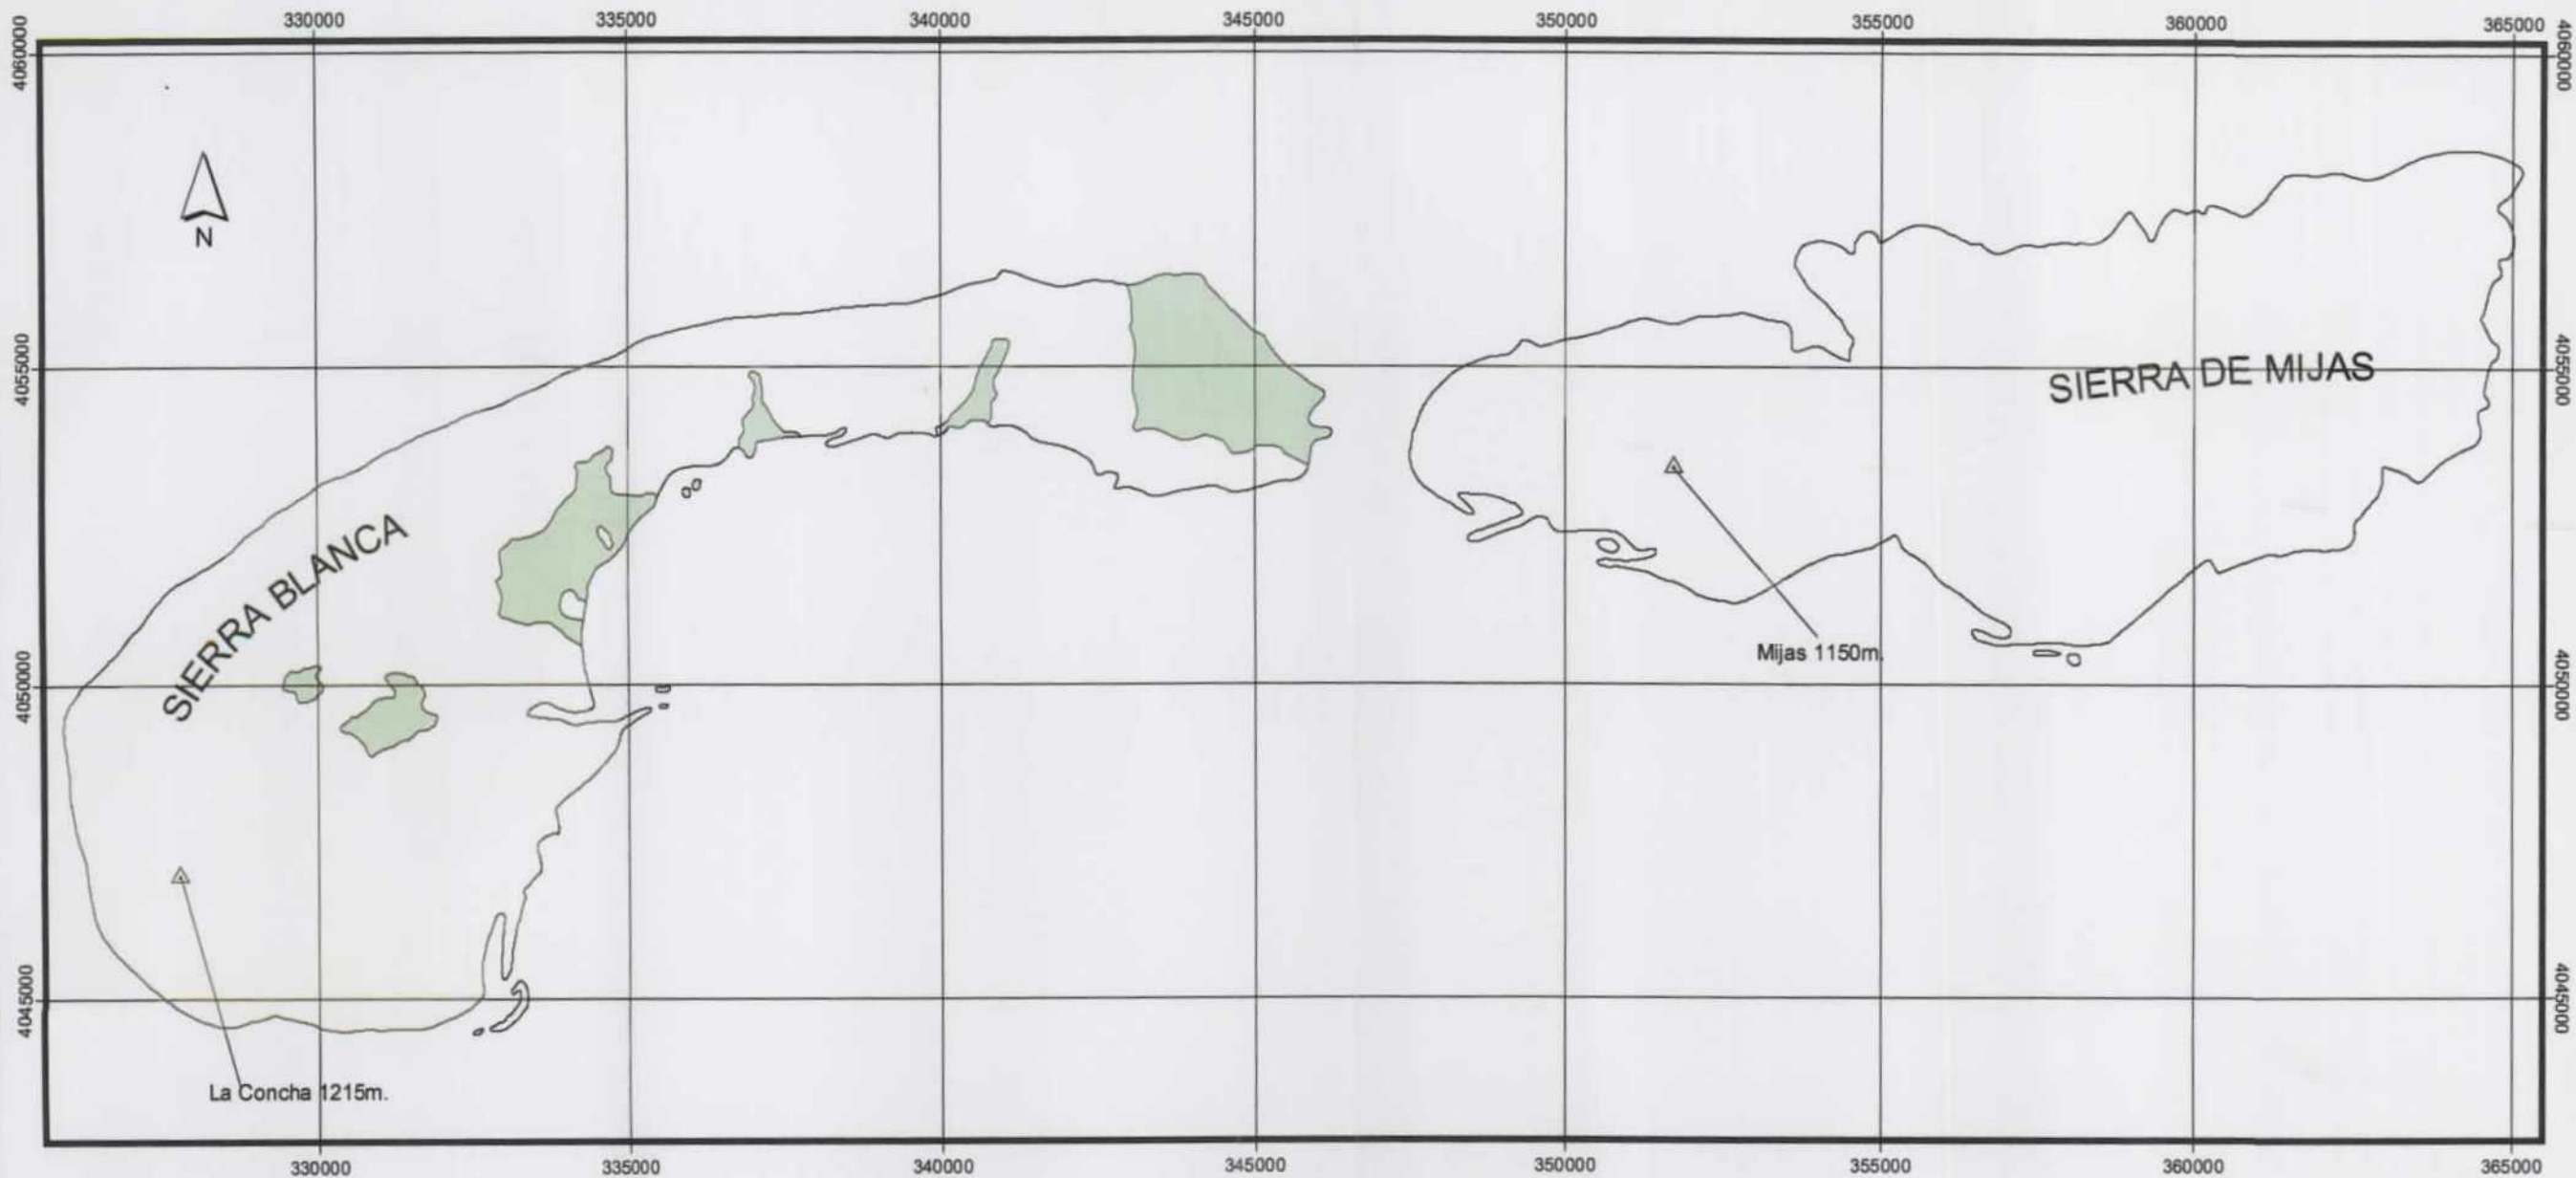 330000 335000 340000 345000 350000 355000 360000 365000
4060000 4060000
N
4055000 4055000
SIERRA DE MIJAS
SIERRA BLANCA
Mijas 1150m.
4050000 4050000
4045000 4045000
La Concha 1215m.
330000 335000 340000 345000 350000 355000 360000 365000